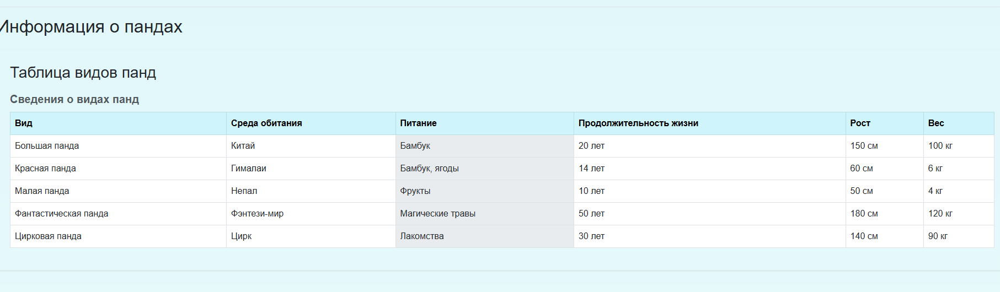 Информация о пандах
Таблица видов панд
Сведения о видах панд
Вид Среда обитания Питание Продолжительность жизни Рост Вес
Большая панда Китай Бамбук 20 лет 150 см 100 кг
Красная панда Гималаи Бамбук, ягоды 14 лет 60 см 6 кг
Малая панда Непал Фрукты 10 лет 50 см 4 кг
Фантастическая панда Фэнтези-мир Магические травы 50 лет 180 см 120 кг
Цирковая панда Цирк Лакомства 30 лет 140 см 90 кг